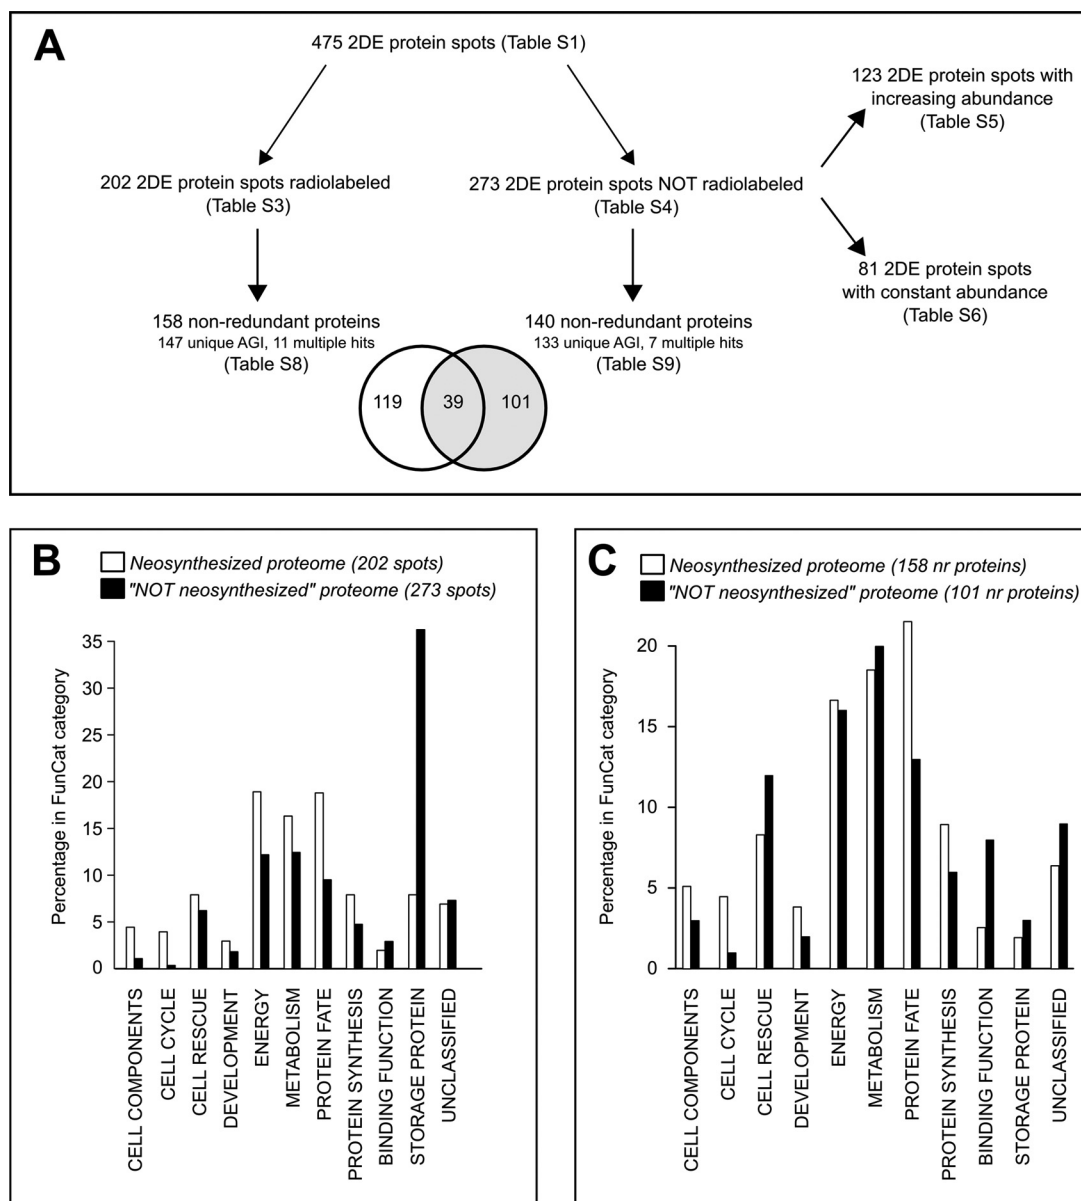 A
475 2DE protein spots (Table S1)
123 2DE protein spots with
increasing abundance
(Table S5)
202 2DE protein spots radiolabeled
(Table S3)
273 2DE protein spots NOT radiolabeled
(Table S4)
81 2DE protein spots
with constant abundance
(Table S6)
158 non-redundant proteins
147 unique AGI, 11 multiple hits
(Table S8)
140 non-redundant proteins
133 unique AGI, 7 multiple hits
(Table S9)
119
39
101
B
Neosynthesized proteome (202 spots)
"NOT neosynthesized" proteome (273 spots)
Percentage in FunCat category
35
30
25
20
15
10
5
0
CELL COMPONENTS
CELL CYCLE
CELL RESCUE
DEVELOPMENT
ENERGY
METABOLISM
PROTEIN FATE
PROTEIN SYNTHESIS
BINDING FUNCTION
STORAGE PROTEIN
UNCLASSIFIED
C
Neosynthesized proteome (158 nr proteins)
"NOT neosynthesized" proteome (101 nr proteins)
Percentage in FunCat category
20
15
10
5
0
CELL COMPONENTS
CELL CYCLE
CELL RESCUE
DEVELOPMENT
ENERGY
METABOLISM
PROTEIN FATE
PROTEIN SYNTHESIS
BINDING FUNCTION
STORAGE PROTEIN
UNCLASSIFIED